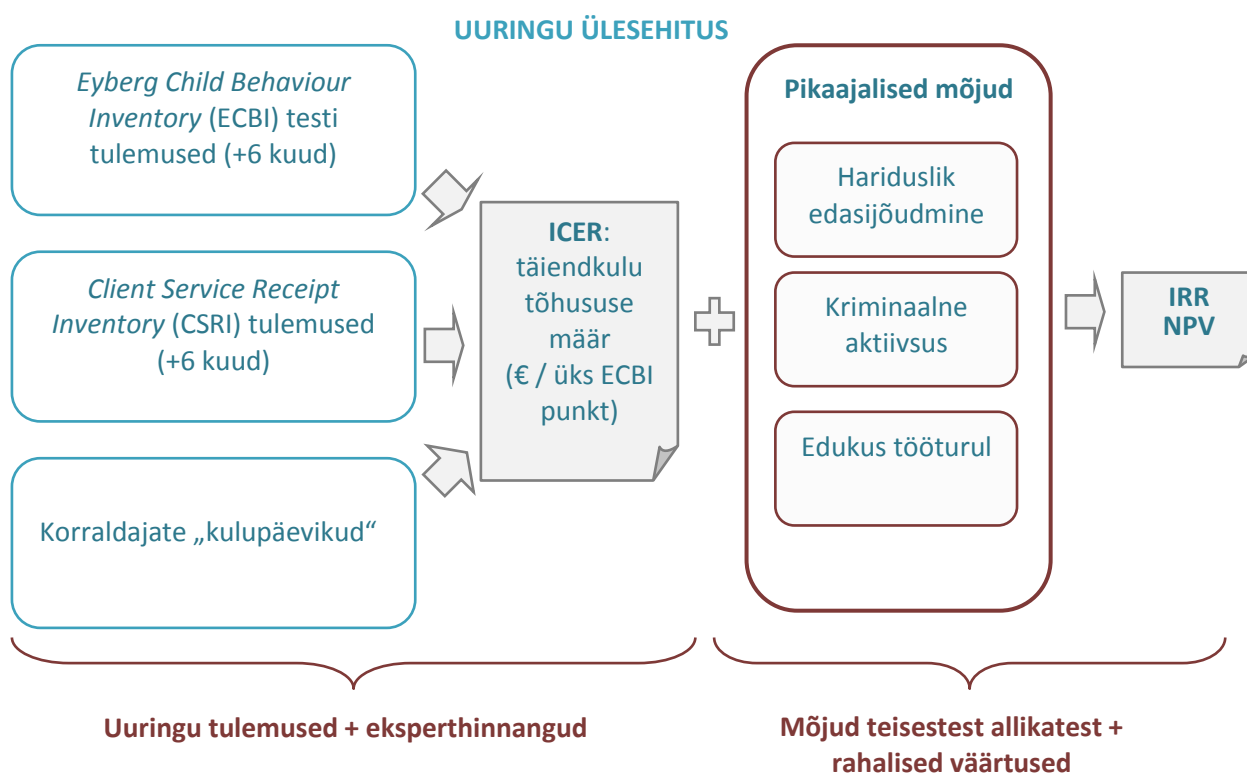 UURINGU ÜLESEHITUS
Eyberg Child Behaviour
Inventory (ECBI) testi
tulemused (+6 kuud)
Client Service Receipt
Inventory (CSRI) tulemused
(+6 kuud)
Korraldajate „kulupäevikud“
ICER:
täiendkulu
tõhususe
määr
(€ / üks ECBI
punkt)
Pikaajalised mõjud
Hariduslik
edasijõudmine
Kriminaalne
aktiivsus
Edukus tööturul
IRR
NPV
Uuringu tulemused + eksperthinnangud
Mõjud teisestest allikatest +
rahalised väärtused